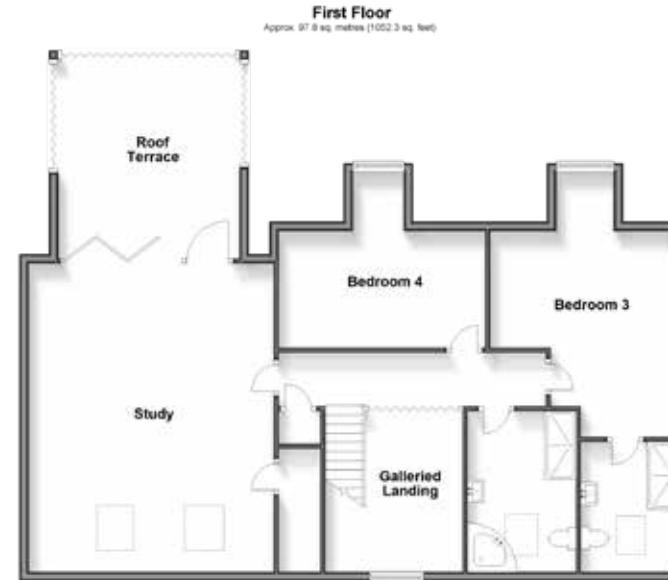 First Floor
Approx. 97.8 sq. metres (1052.3 sq. feet)
Roof
Terrace
Bedroom 4
Bedroom 3
Study
Galleried
Landing